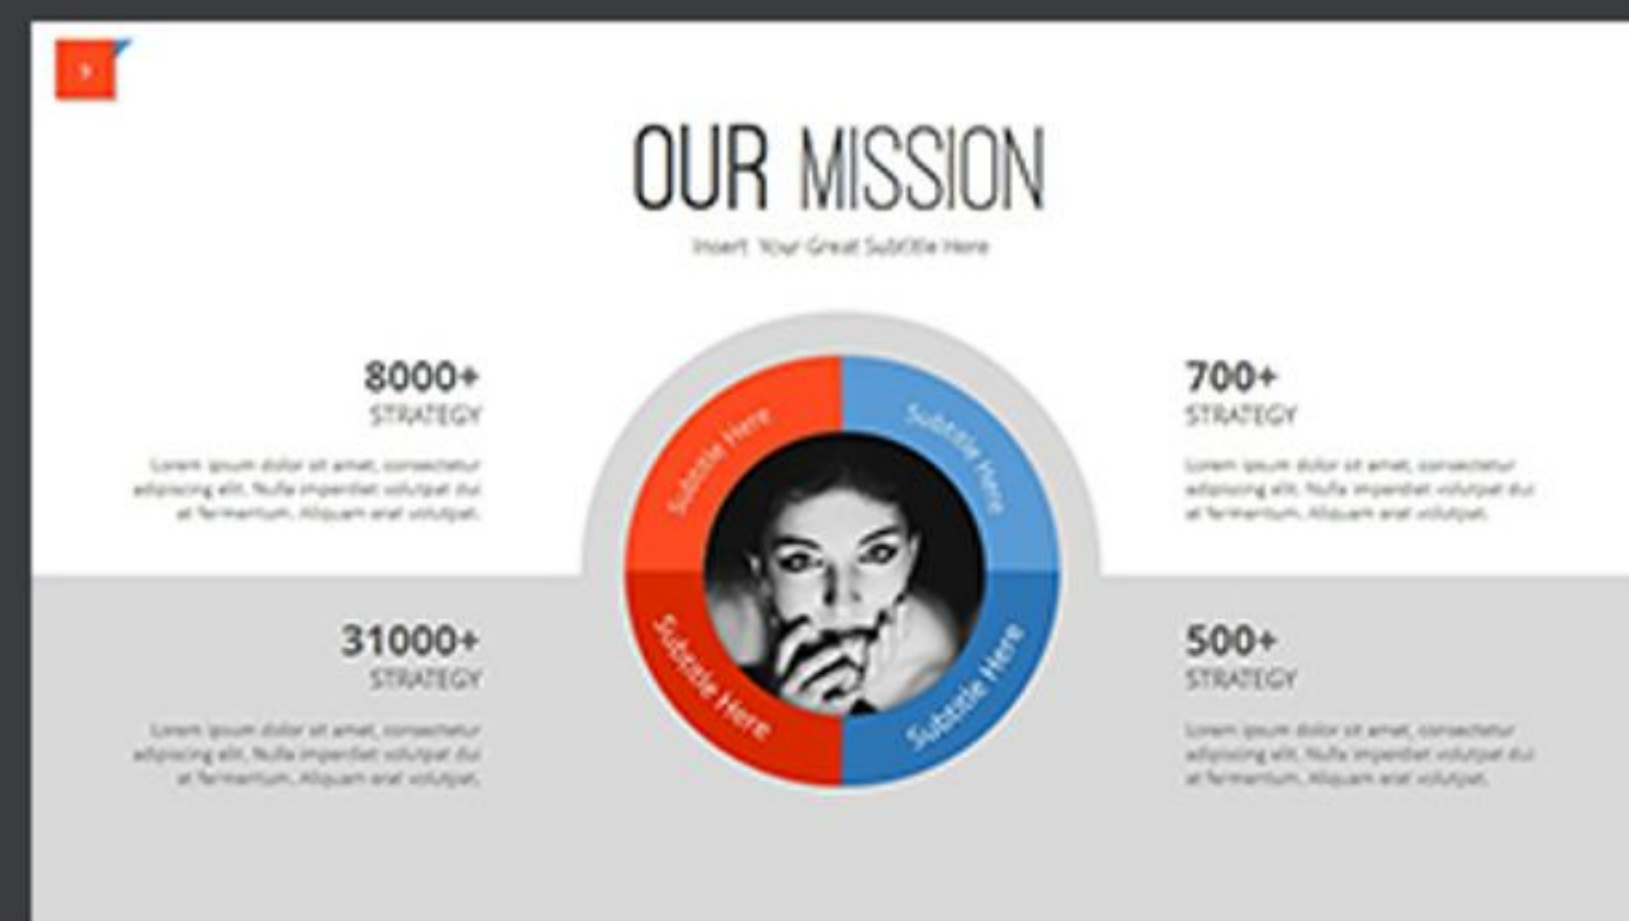 OUR MISSION
Insert Your Great Subtitle Here
8000+
STRATEGY
Lorem ipsum dolor sit amet, consectetur
adipiscing elit. Nulla imperdiet volutpat dui
at fermentum. Aliquam erat volutpat.
700+
STRATEGY
Lorem ipsum dolor sit amet, consectetur
adipiscing elit. Nulla imperdiet volutpat dui
at fermentum. Aliquam erat volutpat.
Subtitle Here
Subtitle Here
Subtitle Here
Subtitle Here
31000+
STRATEGY
Lorem ipsum dolor sit amet, consectetur
adipiscing elit. Nulla imperdiet volutpat dui
at fermentum. Aliquam erat volutpat.
500+
STRATEGY
Lorem ipsum dolor sit amet, consectetur
adipiscing elit. Nulla imperdiet volutpat dui
at fermentum. Aliquam erat volutpat.